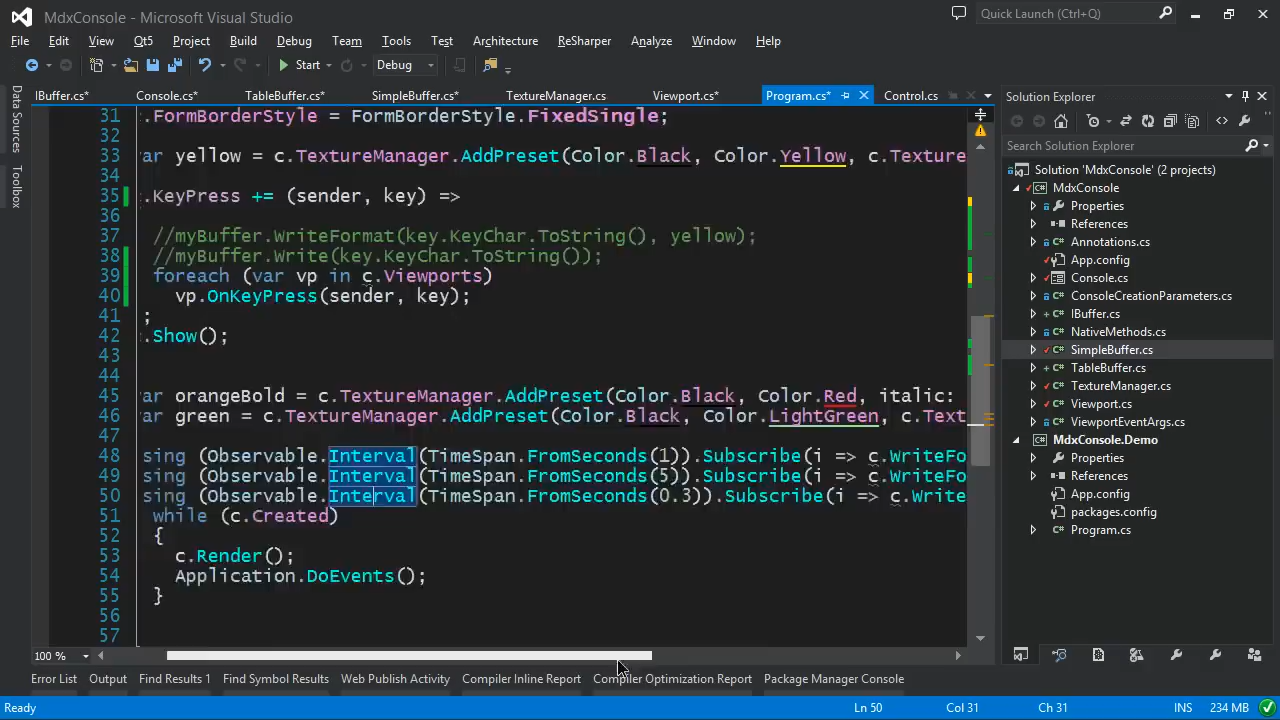 MdxConsole - Microsoft Visual Studio
Quick Launch (Ctrl+Q)
File Edit View Qt5 Project Build Debug Team Tools Test Architecture ReSharper Analyze Window Help
Start Debug
IBuffer.cs* Console.cs* TableBuffer.cs* SimpleBuffer.cs* TextureManager.cs Viewport.cs* Program.cs* Control.cs
Data Sources
Toolbox
31 .FormBorderStyle = FormBorderStyle.FixedSingle;
32
33 ar yellow = c.TextureManager.AddPreset(Color.Black, Color.Yellow, c.Texture
34
35 .KeyPress += (sender, key) =>
36
37 //myBuffer.WriteFormat(key.KeyChar.ToString(), yellow);
38 //myBuffer.Write(key.KeyChar.ToString());
39 foreach (var vp in c.Viewports)
40 vp.OnKeyPress(sender, key);
41 ;
42 .Show();
43
44
45 ar orangeBold = c.TextureManager.AddPreset(Color.Black, Color.Red, italic:
46 ar green = c.TextureManager.AddPreset(Color.Black, Color.LightGreen, c.Text
47
48 sing (Observable.Interval(TimeSpan.FromSeconds(1)).Subscribe(i => c.WriteFo
49 sing (Observable.Interval(TimeSpan.FromSeconds(5)).Subscribe(i => c.WriteFo
50 sing (Observable.Interval(TimeSpan.FromSeconds(0.3)).Subscribe(i => c.Write
51 while (c.Created)
52 {
53 c.Render();
54 Application.DoEvents();
55 }
56
57
100 %
Solution Explorer
Search Solution Explorer (Ctrl+;)
Solution 'MdxConsole' (2 projects)
MdxConsole
Properties
References
Annotations.cs
App.config
Console.cs
ConsoleCreationParameters.cs
IBuffer.cs
NativeMethods.cs
SimpleBuffer.cs
TableBuffer.cs
TextureManager.cs
Viewport.cs
ViewportEventArgs.cs
MdxConsole.Demo
Properties
References
App.config
packages.config
Program.cs
Error List Output Find Results 1 Find Symbol Results Web Publish Activity Compiler Inline Report Compiler Optimization Report Package Manager Console
Ready Ln 50 Col 31 Ch 31 INS 234 MB